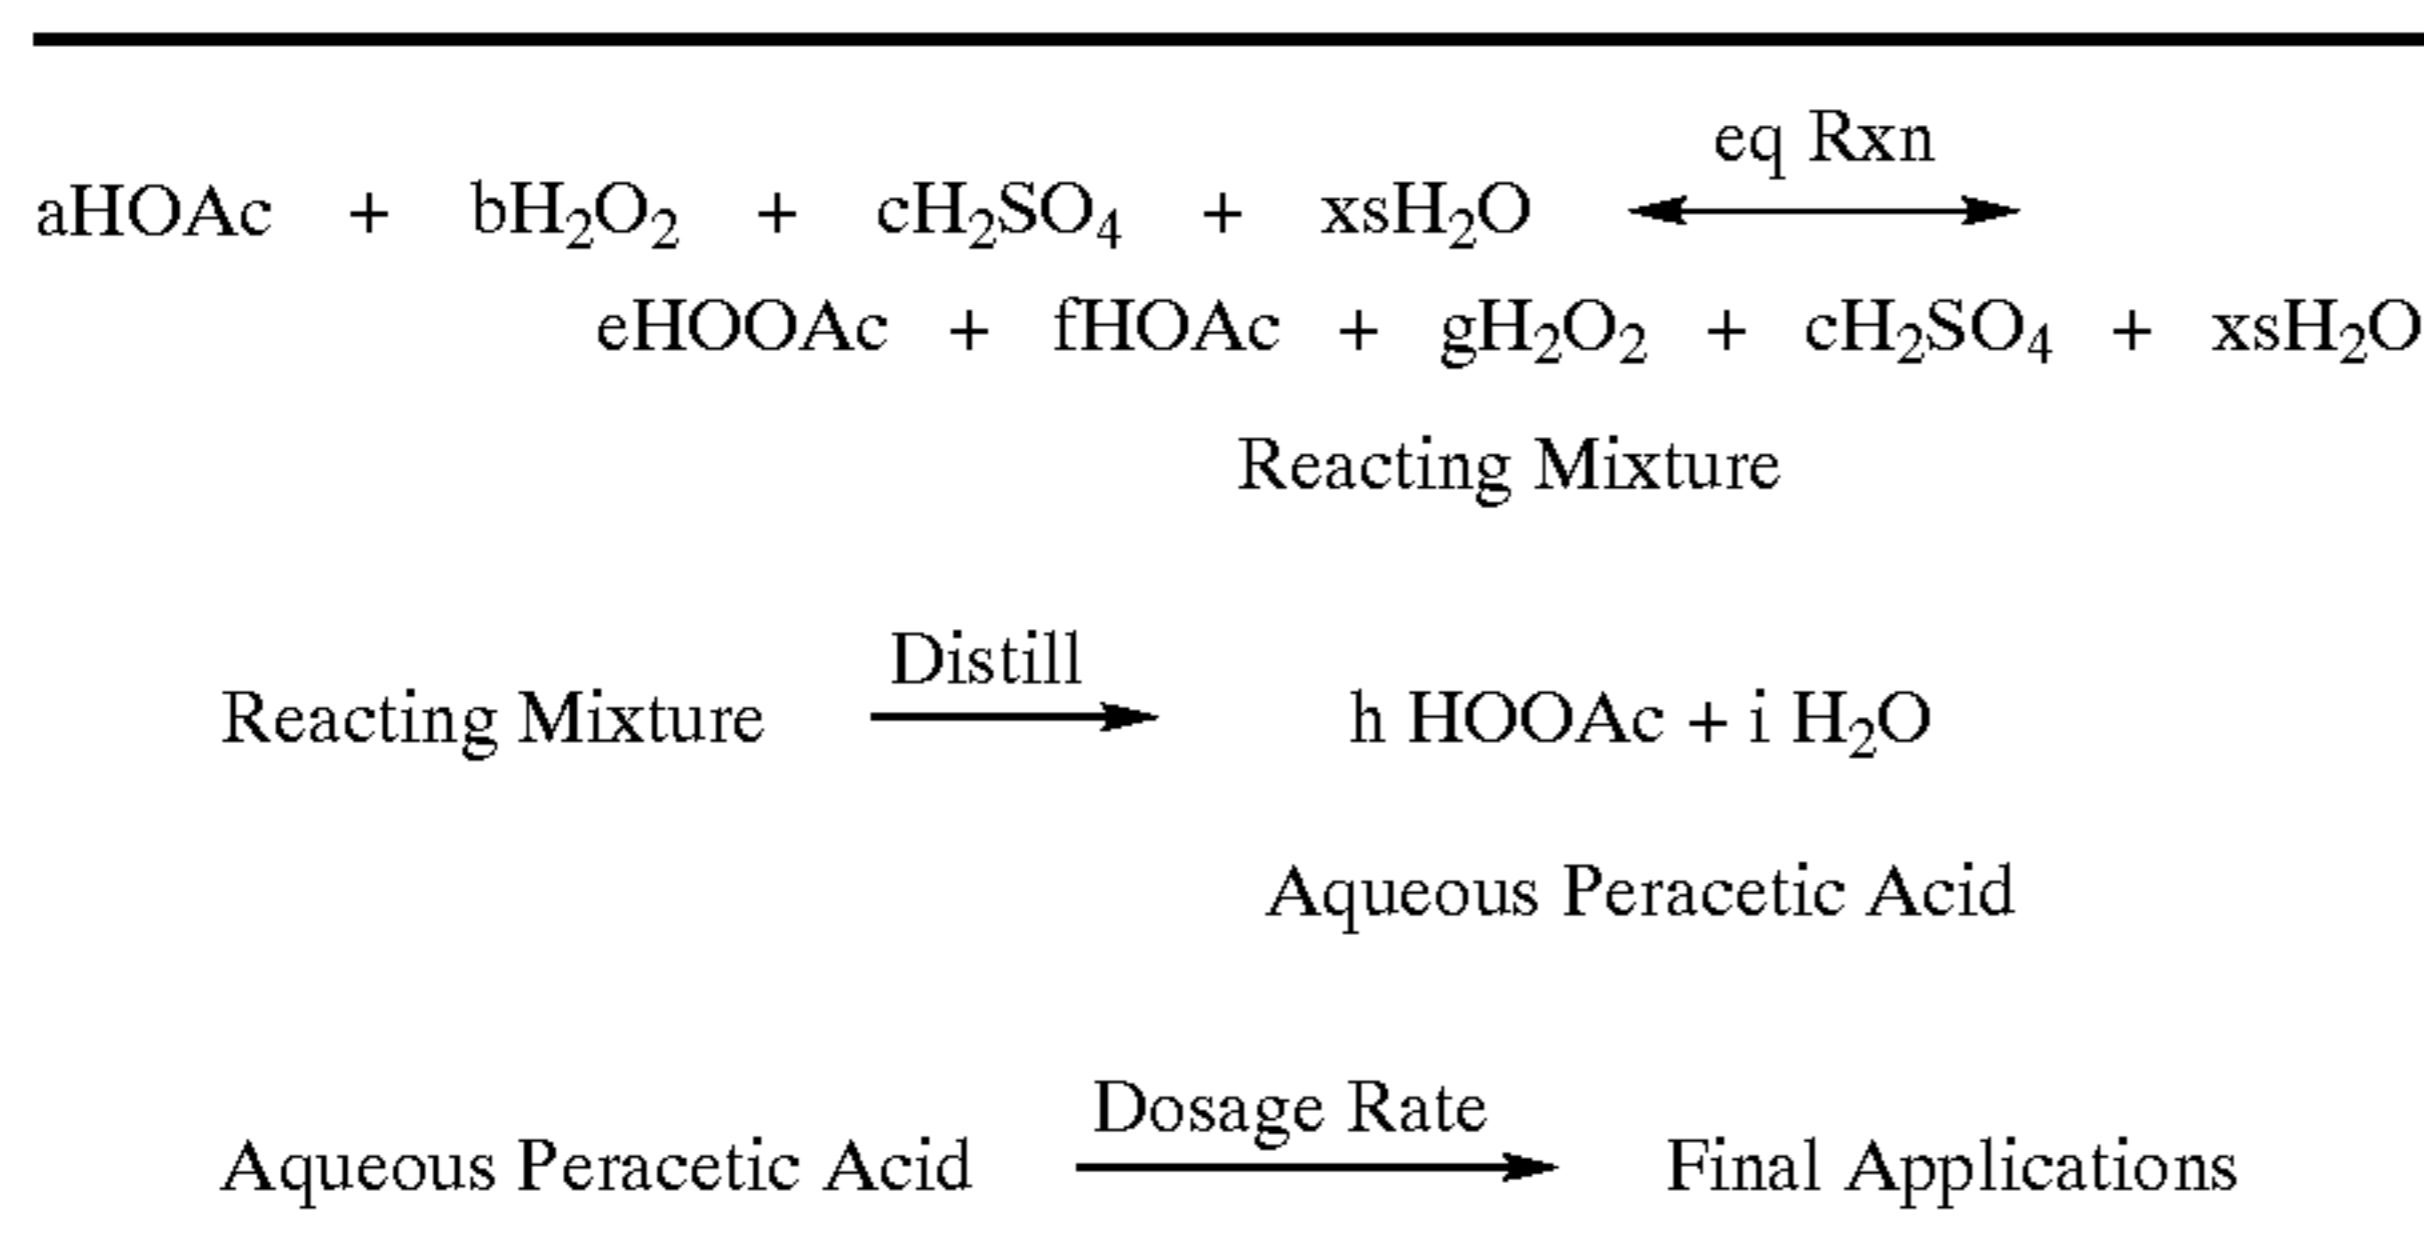 eq Rxn
aHOAc + bH₂O₂ + cH₂SO₄ + xsH₂O
eHOOAc + fHOAc + gH₂O₂ + cH₂SO₄ + xsH₂O
Reacting Mixture
Distill
Reacting Mixture h HOOAc + i H₂O
Aqueous Peracetic Acid
Dosage Rate
Aqueous Peracetic Acid Final Applications